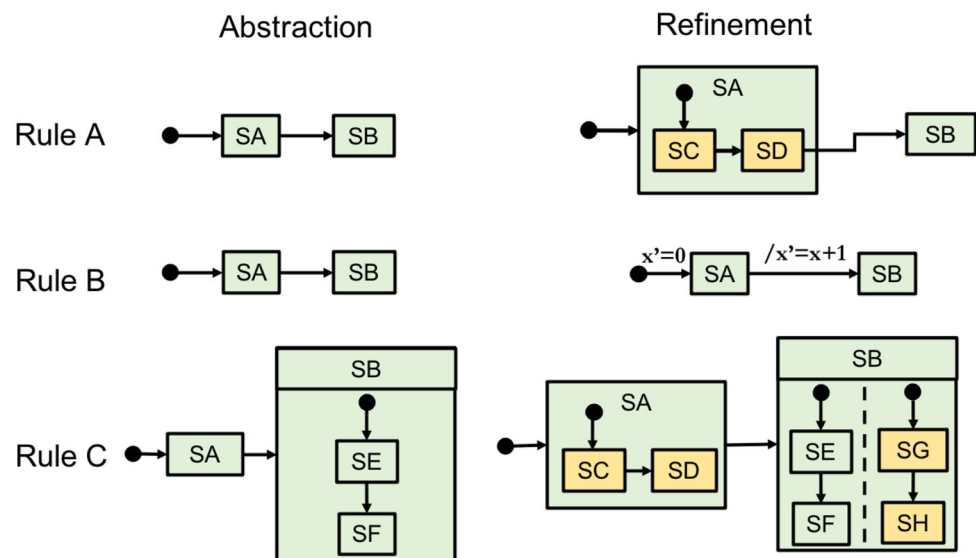 Abstraction
Refinement
Rule A
SA
SB
SA
SC
SD
SB
Rule B
SA
SB
x'=0
SA
/x'=x+1
SB
Rule C
SA
SB
SE
SF
SA
SC
SD
SB
SE
SG
SF
SH